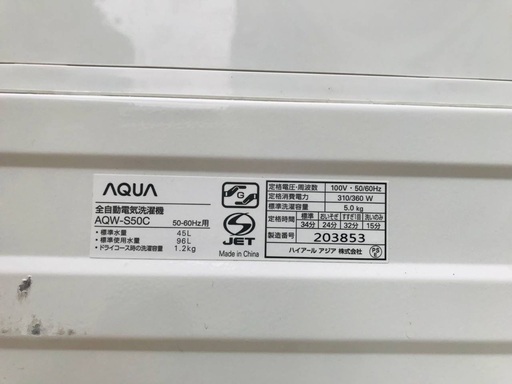 AQUA
全自動電気洗濯機
AQW-S50C 50-60Hz用
・標準水量 45L
・標準使用水量 96L
・ドライコース時の洗濯容量 1.2kg
G
S
JET
Made in China
定格電圧・周波数 100V・50/60Hz
定格消費電力 310/360 W
標準洗濯容量 5.0 kg
目安時間 標準 おいそぎ すすぎ1回 洗いのみ
34分 24分 32分 15分
製造番号 203853
ハイアール アジア 株式会社 PS E